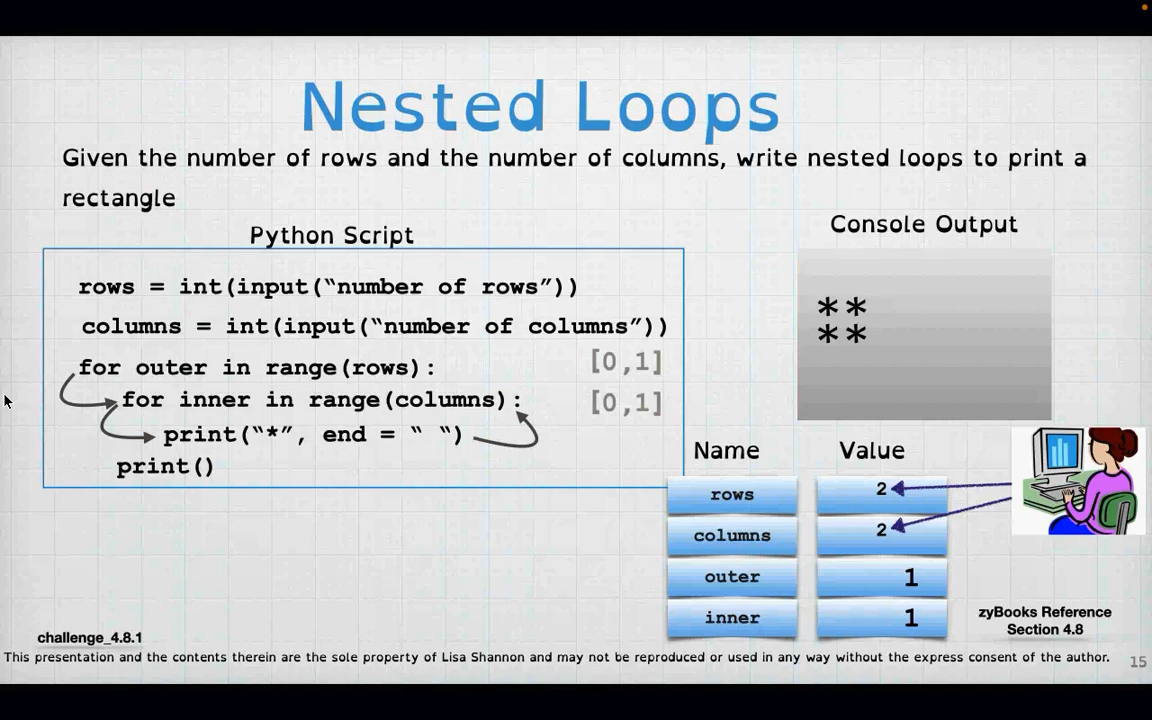 Nested Loops
Given the number of rows and the number of columns, write nested loops to print a
rectangle
Python Script
Console Output
rows = int(input(“number of rows”))
columns = int(input(“number of columns”))
for outer in range(rows):
[0,1]
for inner in range(columns):
[0,1]
print(“*”, end = “ “)
print()
**
**
Name
Value
rows
2
columns
2
outer
1
inner
1
zyBooks Reference
Section 4.8
challenge_4.8.1
This presentation and the contents therein are the sole property of Lisa Shannon and may not be reproduced or used in any way without the express consent of the author.
15